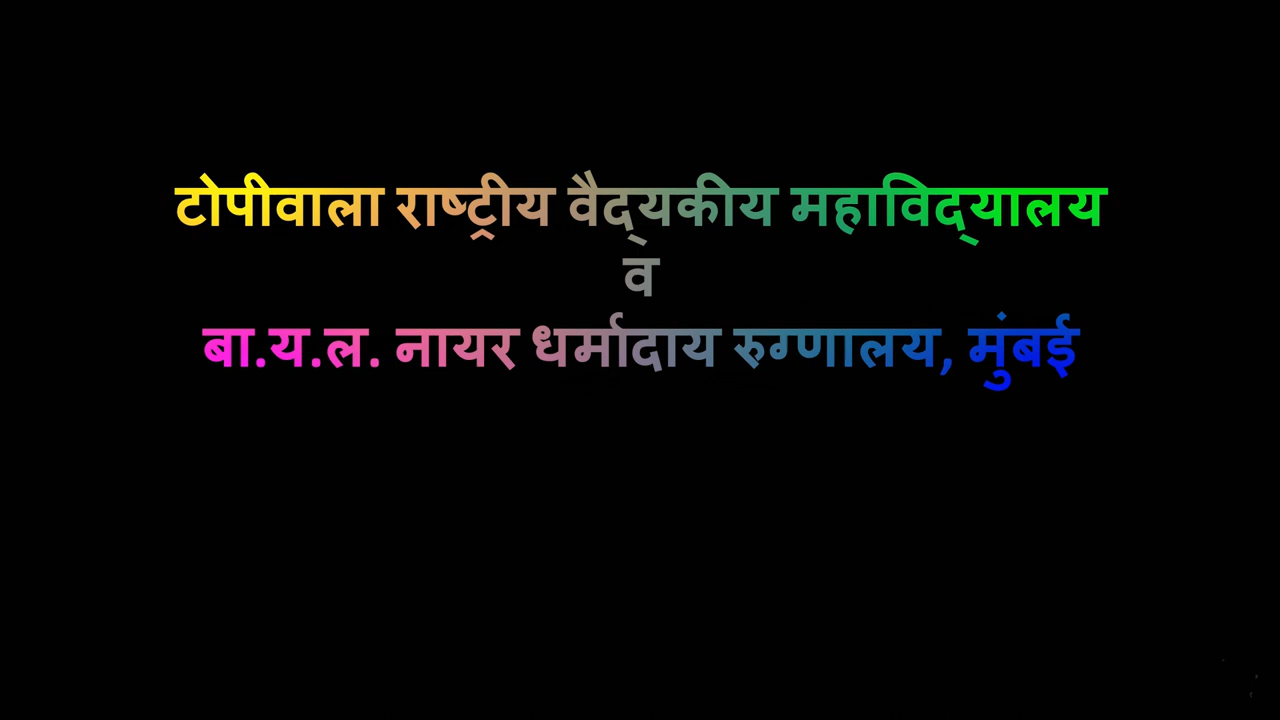 टोपीवाला राष्ट्रीय वैद्‌यकीय महाविद्‌यालय
व
बा.य.ल. नायर धर्मादाय रुग्णालय, मुंबई